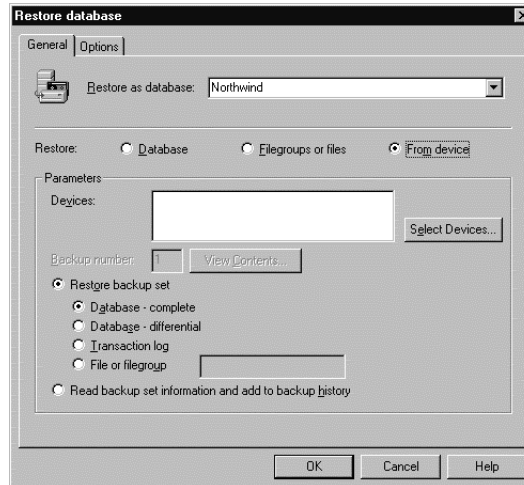 Restore database
General Options
Restore as database: Northwind
Restore: Database Filegroups or files From device
Parameters
Devices:
Select Devices...
Backup number: 1 View Contents...
Restore backup set
Database - complete
Database - differential
Transaction log
File or filegroup
Read backup set information and add to backup history
OK Cancel Help